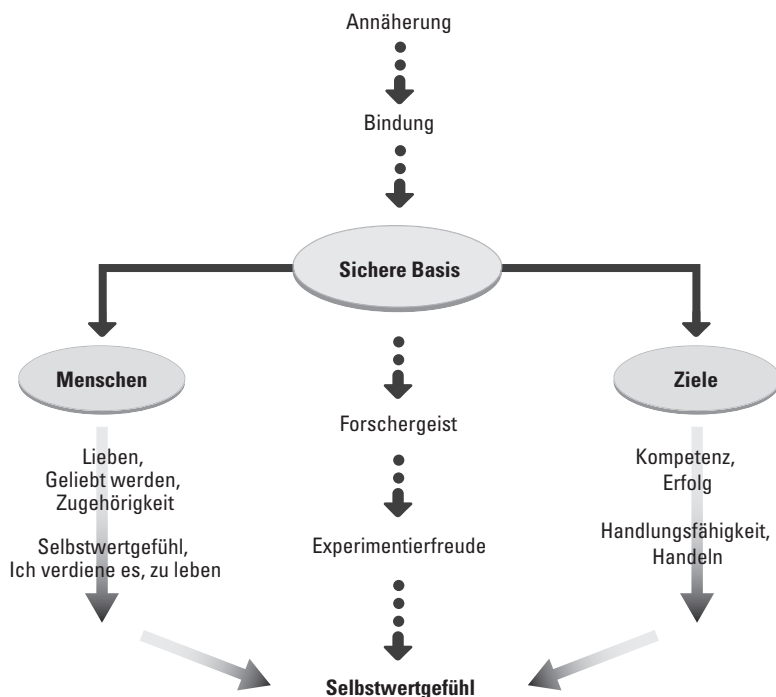 Annäherung
Bindung
Sichere Basis
Menschen
Ziele
Forschergeist
Lieben,
Geliebt werden,
Zugehörigkeit
Kompetenz,
Erfolg
Selbstwertgefühl,
Ich verdiene es, zu leben
Experimentierfreude
Handlungsfähigkeit,
Handeln
Selbstwertgefühl